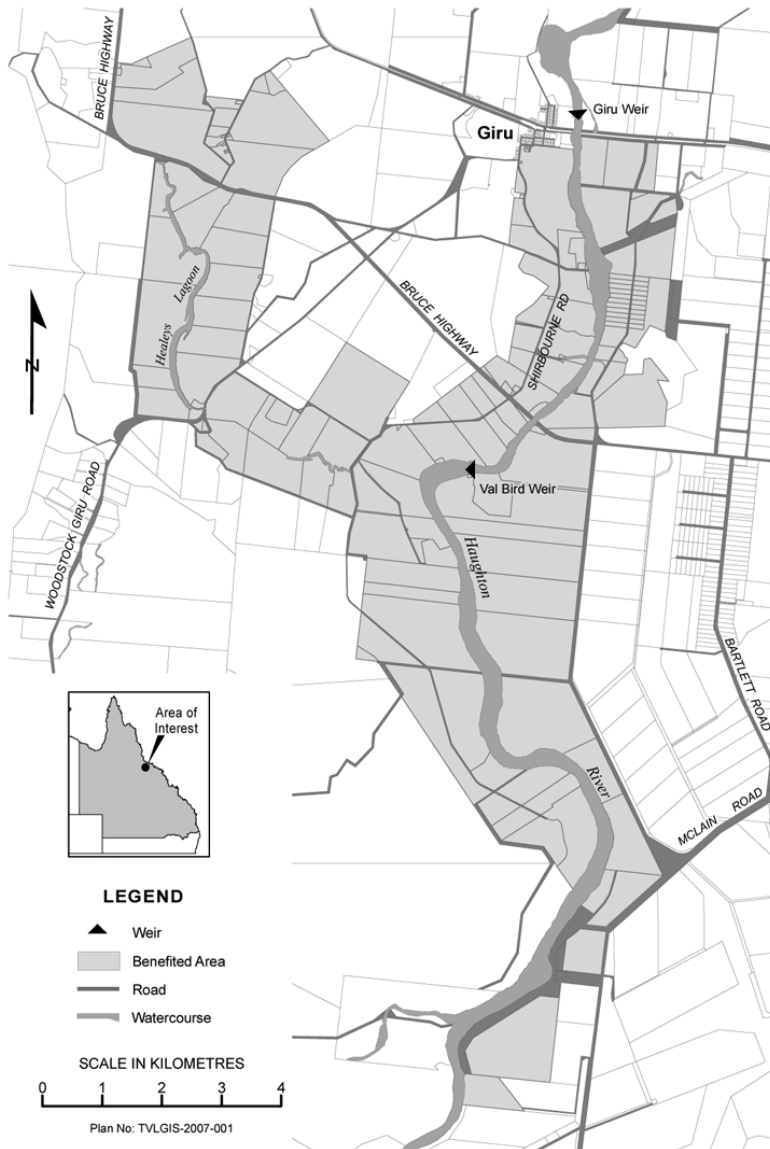 BRUCE HIGHWAY
Giru Weir
Giru
Healeys Lagoon
BRUCE HIGHWAY
SHIRBOURNE RD
N
Val Bird Weir
WOODSTOCK GIRU ROAD
Haughton
River
BARTLETT ROAD
MCLAIN ROAD
Area of
Interest
LEGEND
Weir
Benefited Area
Road
Watercourse
SCALE IN KILOMETRES
0 1 2 3 4
Plan No: TVLGIS-2007-001